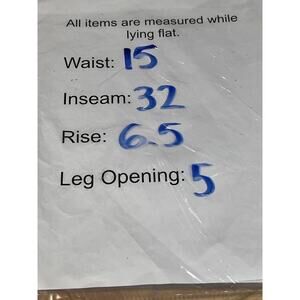 All items are measured while
lying flat.
Waist: 15
Inseam: 32
Rise: 6.5
Leg Opening: 5